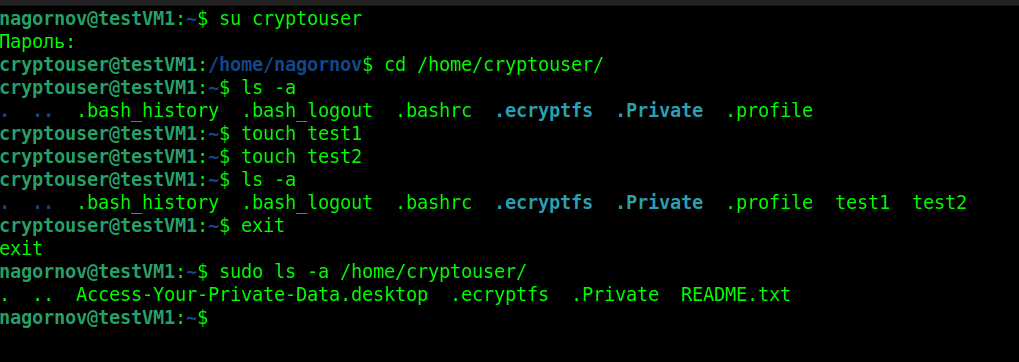 nagornov@testVM1:~$ su cryptouser
Пароль:
cryptouser@testVM1:/home/nagornov$ cd /home/cryptouser/
cryptouser@testVM1:~$ ls -a
.  ..  .bash_history  .bash_logout  .bashrc  .ecryptfs  .Private  .profile
cryptouser@testVM1:~$ touch test1
cryptouser@testVM1:~$ touch test2
cryptouser@testVM1:~$ ls -a
.  ..  .bash_history  .bash_logout  .bashrc  .ecryptfs  .Private  .profile  test1  test2
cryptouser@testVM1:~$ exit
exit
nagornov@testVM1:~$ sudo ls -a /home/cryptouser/
.  ..  Access-Your-Private-Data.desktop  .ecryptfs  .Private  README.txt
nagornov@testVM1:~$